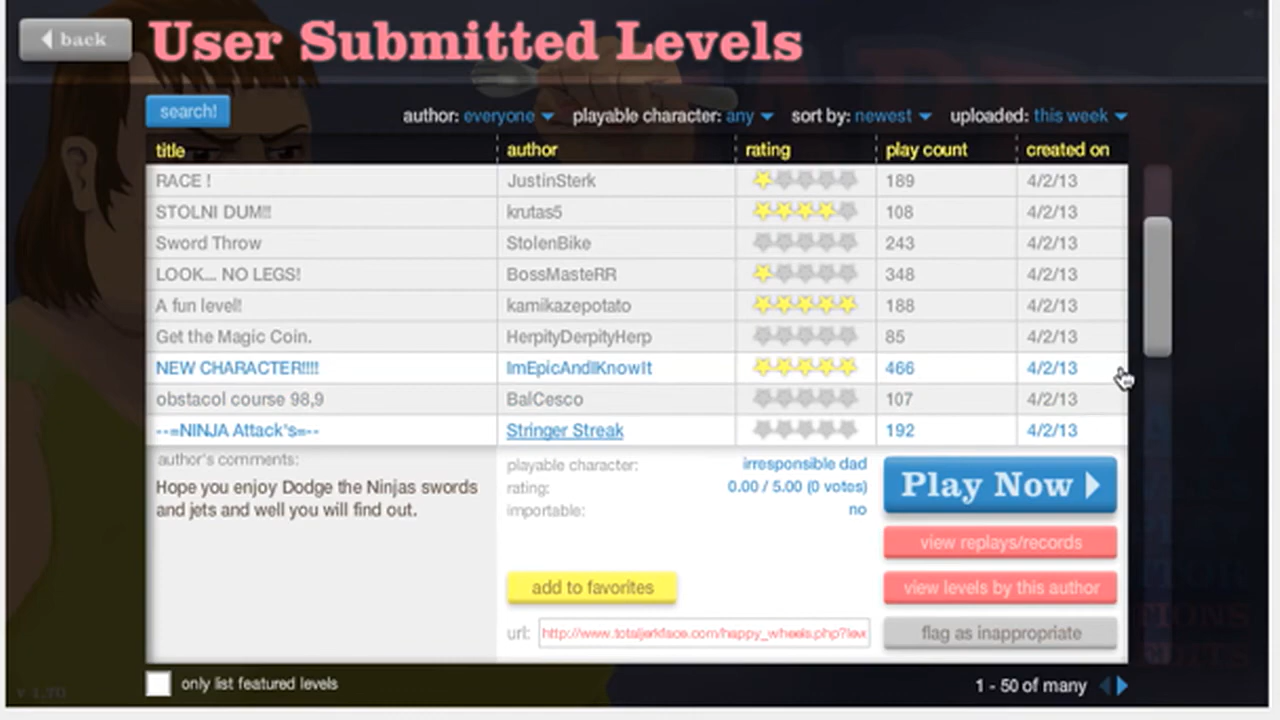 back
User Submitted Levels
search!
author: everyone playable character: any sort by: newest uploaded: this week
title author rating play count created on
RACE ! JustinSterk 189 4/2/13
STOLNI DUM!! krutas5 108 4/2/13
Sword Throw StolenBike 243 4/2/13
LOOK... NO LEGS! BossMasteRR 348 4/2/13
A fun level! kamikazepotato 188 4/2/13
Get the Magic Coin. HerpityDerpityHerp 85 4/2/13
NEW CHARACTER!!!! ImEpicAndIKnowIt 466 4/2/13
obstacol course 98,9 BalCesco 107 4/2/13
--=NINJA Attack's=-- Stringer Streak 192 4/2/13
author's comments:
Hope you enjoy Dodge the Ninjas swords
and jets and well you will find out.
playable character: irresponsible dad
rating: 0.00 / 5.00 (0 votes)
importable: no
add to favorites
url: http://www.totaljerkface.com/happy_wheels.php?leve
Play Now
view replays/records
view levels by this author
flag as inappropriate
only list featured levels
1 - 50 of many